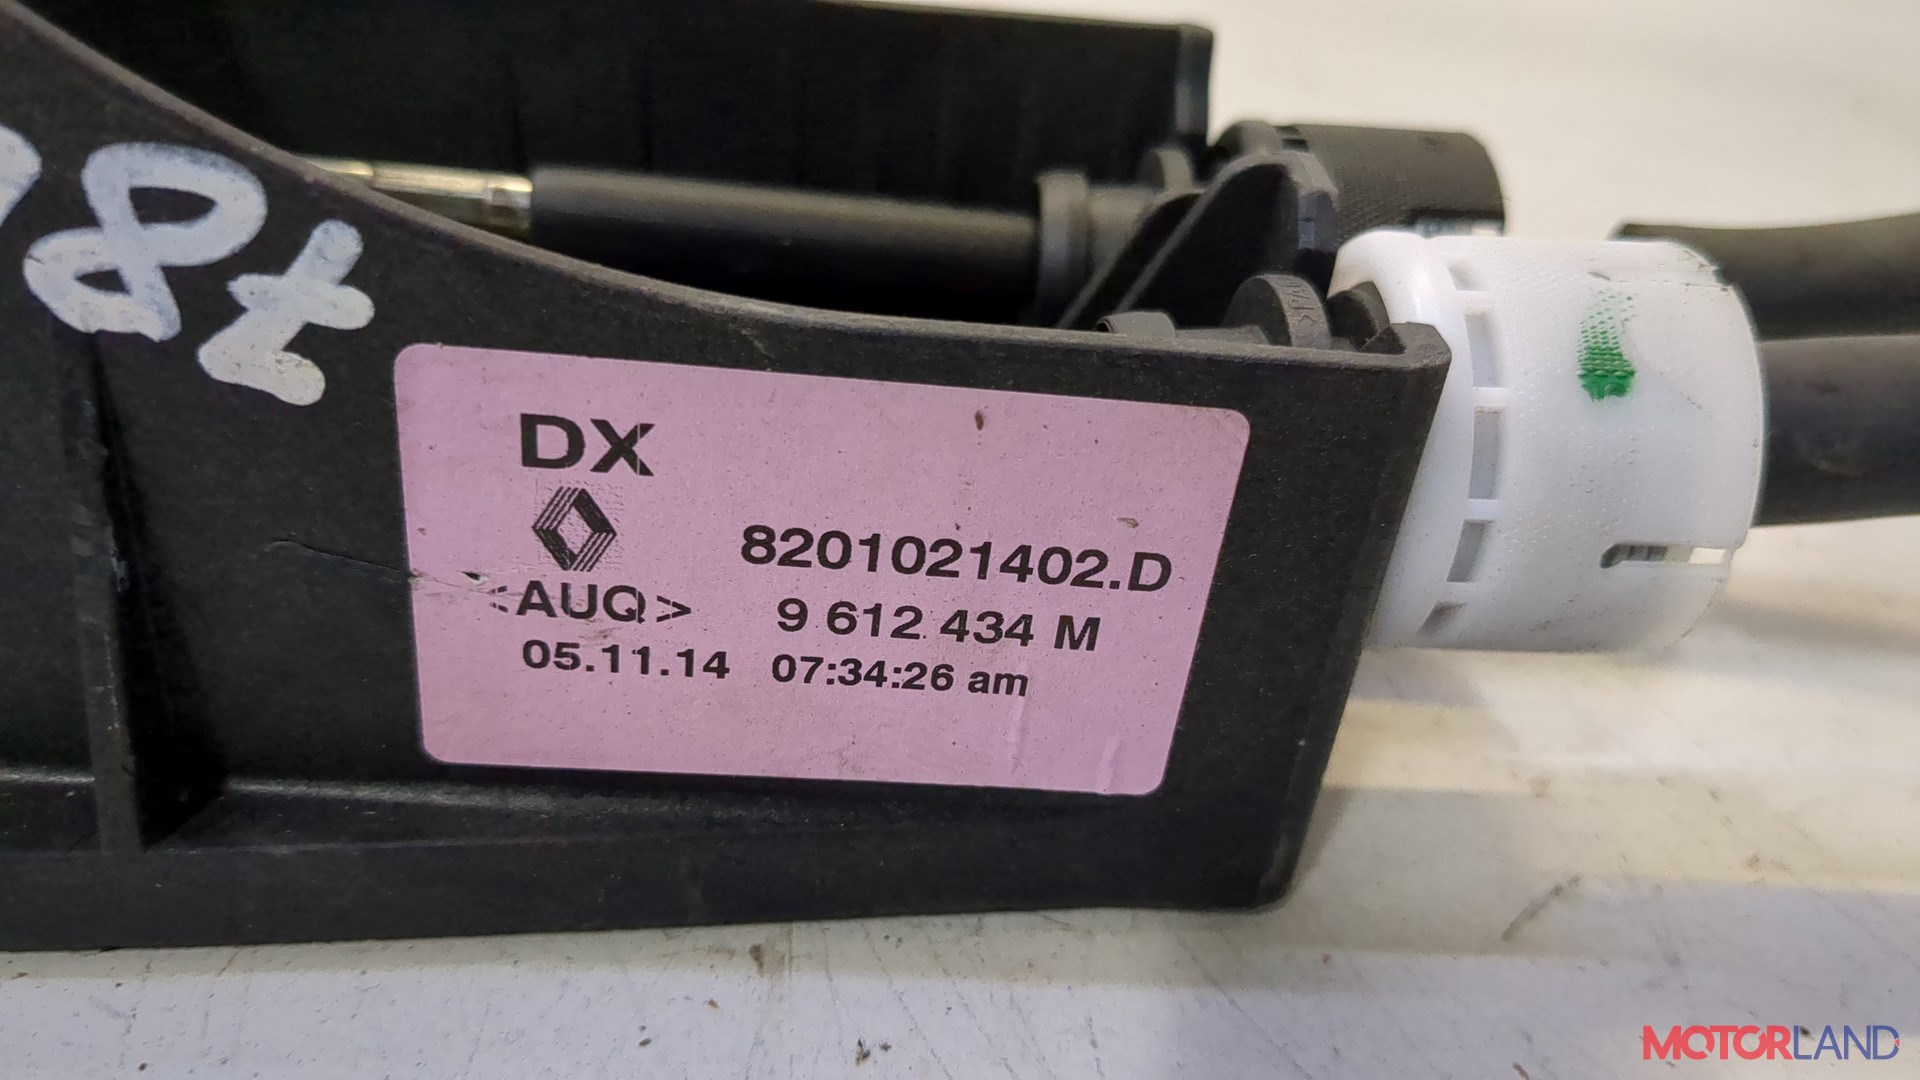 DX
8201021402.D
<AUQ> 9 612 434 M
05.11.14 07:34:26 am
MOTORLAND